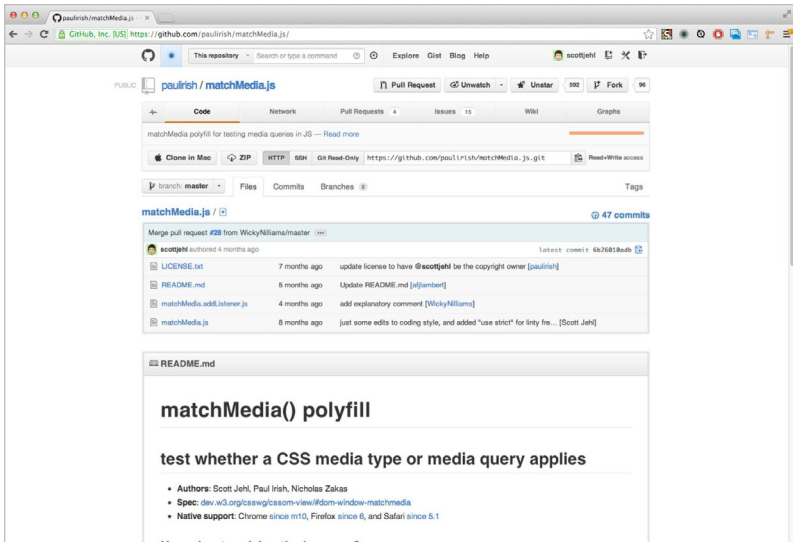 paulirish/matchMedia.js
GitHub, Inc. [US] https://github.com/paulirish/matchMedia.js/
This repository Search or type a command Explore Gist Blog Help scottjehl
PUBLIC paulirish / matchMedia.js Pull Request Unwatch Unstar 592 Fork 96
Code Network Pull Requests 4 Issues 15 Wiki Graphs
matchMedia polyfill for testing media queries in JS — Read more
Clone in Mac ZIP HTTP SSH Git Read-Only https://github.com/paulirish/matchMedia.js.git Read+Write access
branch: master Files Commits Branches 2 Tags
matchMedia.js / 47 commits
Merge pull request #28 from WickyNilliams/master
scottjehl authored 4 months ago latest commit 6b26010adb
LICENSE.txt 7 months ago update license to have @scottjehl be the copyright owner [paulirish]
README.md 5 months ago Update README.md [afjlambert]
matchMedia.addListener.js 4 months ago add explanatory comment [WickyNilliams]
matchMedia.js 8 months ago just some edits to coding style, and added "use strict" for linty fre... [Scott Jehl]
README.md
matchMedia() polyfill
test whether a CSS media type or media query applies
• Authors: Scott Jehl, Paul Irish, Nicholas Zakas
• Spec: dev.w3.org/csswg/cssom-view/#dom-window-matchmedia
• Native support: Chrome since m10, Firefox since 6, and Safari since 5.1